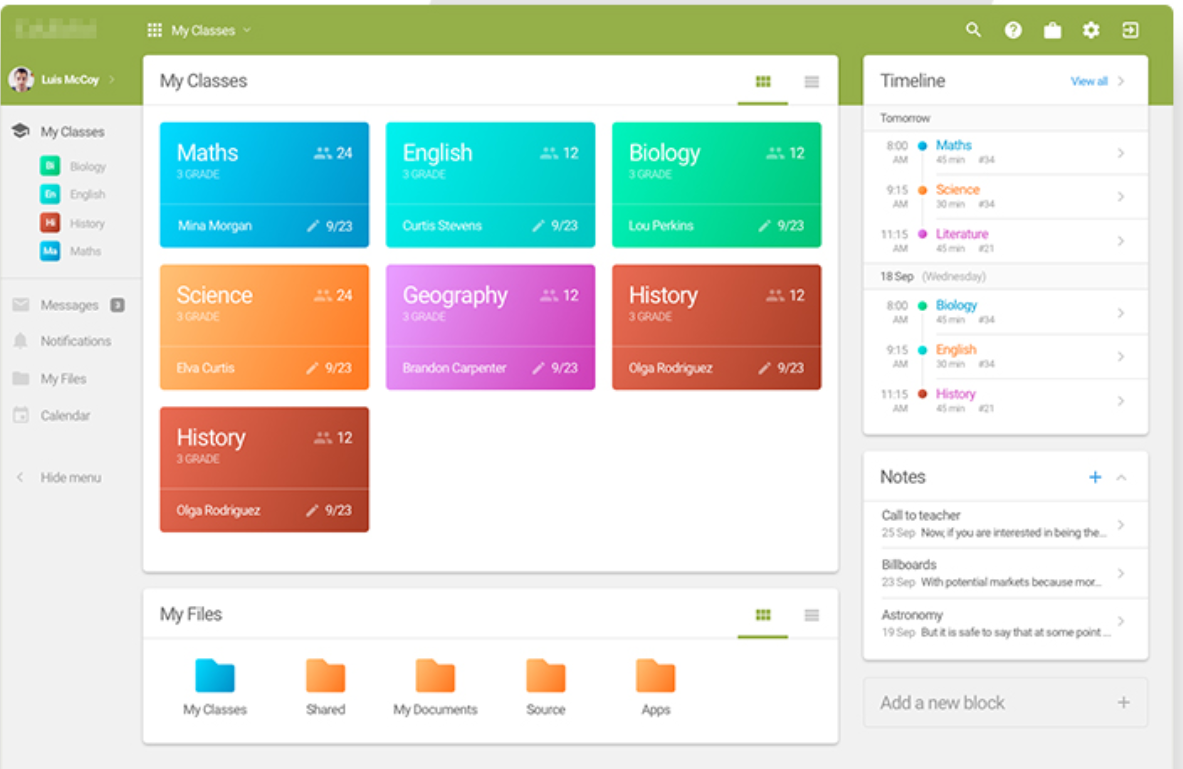 My Classes
Luis McCoy
My Classes
Bi Biology
En English
Hi History
Ma Maths
Messages 3
Notifications
My Files
Calendar
Hide menu
My Classes
Maths 24
3 GRADE
Mina Morgan 9/23
English 12
3 GRADE
Curtis Stevens 9/23
Biology 12
3 GRADE
Lou Perkins 9/23
Science 24
3 GRADE
Elva Curtis 9/23
Geography 12
3 GRADE
Brandon Carpenter 9/23
History 12
3 GRADE
Olga Rodriguez 9/23
History 12
3 GRADE
Olga Rodriguez 9/23
My Files
My Classes
Shared
My Documents
Source
Apps
Timeline View all
Tomorrow
8:00 Maths
AM 45 min #34
9:15 Science
AM 30 min #34
11:15 Literature
AM 45 min #21
18 Sep (Wednesday)
8:00 Biology
AM 45 min #34
9:15 English
AM 30 min #34
11:15 History
AM 45 min #21
Notes +
Call to teacher
25 Sep Now, if you are interested in being the...
Billboards
23 Sep With potential markets because mor...
Astronomy
19 Sep But it is safe to say that at some point ...
Add a new block +